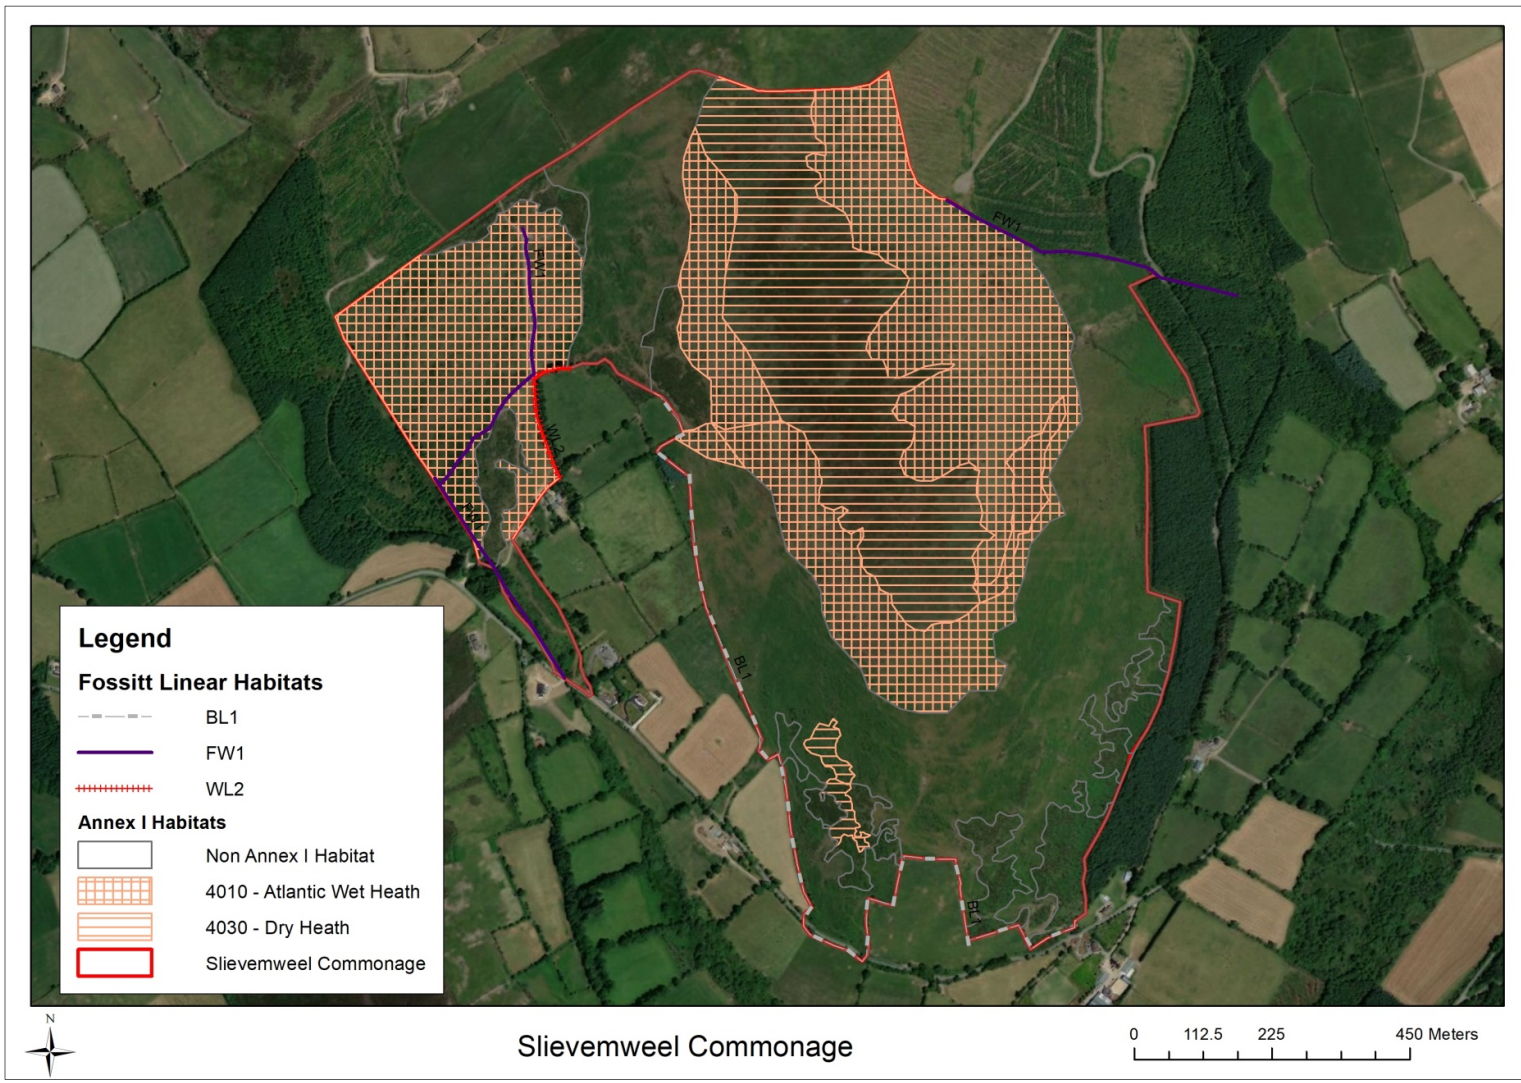 FW1
FW1
WL2
FW1
BL1
BL1
Legend
Fossitt Linear Habitats
BL1
FW1
WL2
Annex I Habitats
Non Annex I Habitat
4010 - Atlantic Wet Heath
4030 - Dry Heath
Slievemweel Commonage
N
Slievemweel Commonage
0 112.5 225 450 Meters